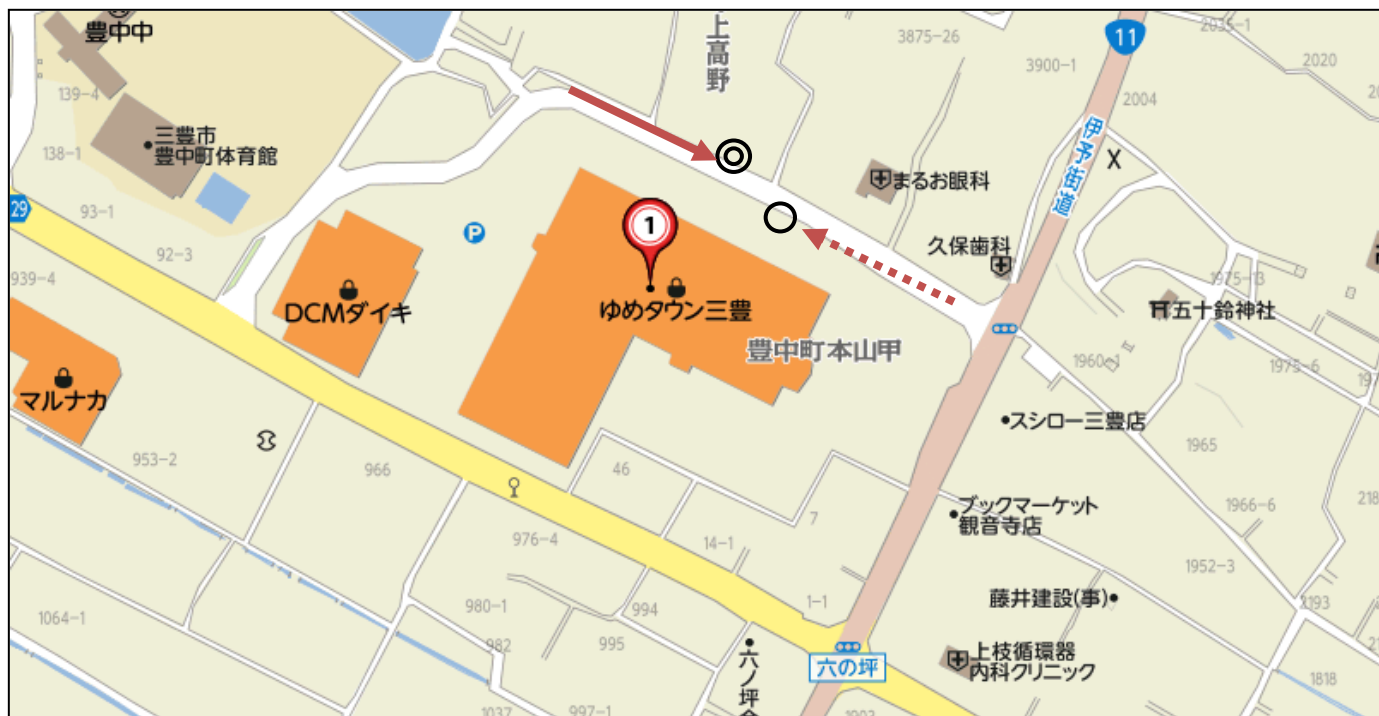 豊中中
上高野
3875-26
11
2035-1
2020
3900-1
2004
139-4
三豊市
豊中町体育館
138-1
伊予街道
まるお眼科
29
93-1
92-3
P
1
久保歯科
939-4
1975-13
DCMダイキ
ゆめタウン三豊
五十鈴神社
豊中町本山甲
1960-1
1975-6
マルナカ
スシロー三豊店
953-2
966
46
1965
ブックマーケット
観音寺店
1966-6
7
976-4
14-1
1952-3
藤井建設(事)
980-1
994
1-1
2193
1064-1
982
995
上枝循環器
内科クリニック
六の坪
六ノ坪
1818
1037
997-1